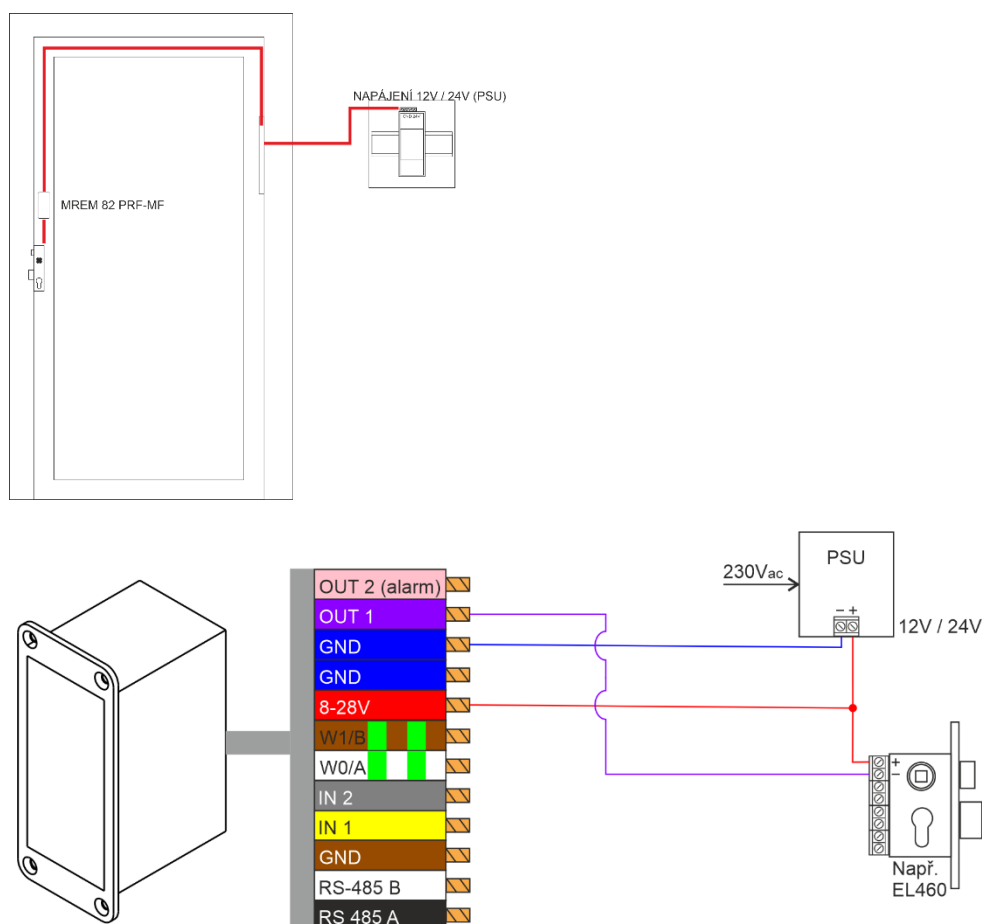 NAPÁJENÍ 12V / 24V (PSU)
MREM 82 PRF-MF
OUT 2 (alarm)
OUT 1
GND
GND
8-28V
W1/B
W0/A
IN 2
IN 1
GND
RS-485 B
RS 485 A
PSU
230Vac
- +
12V / 24V
+
-
Např.
EL460